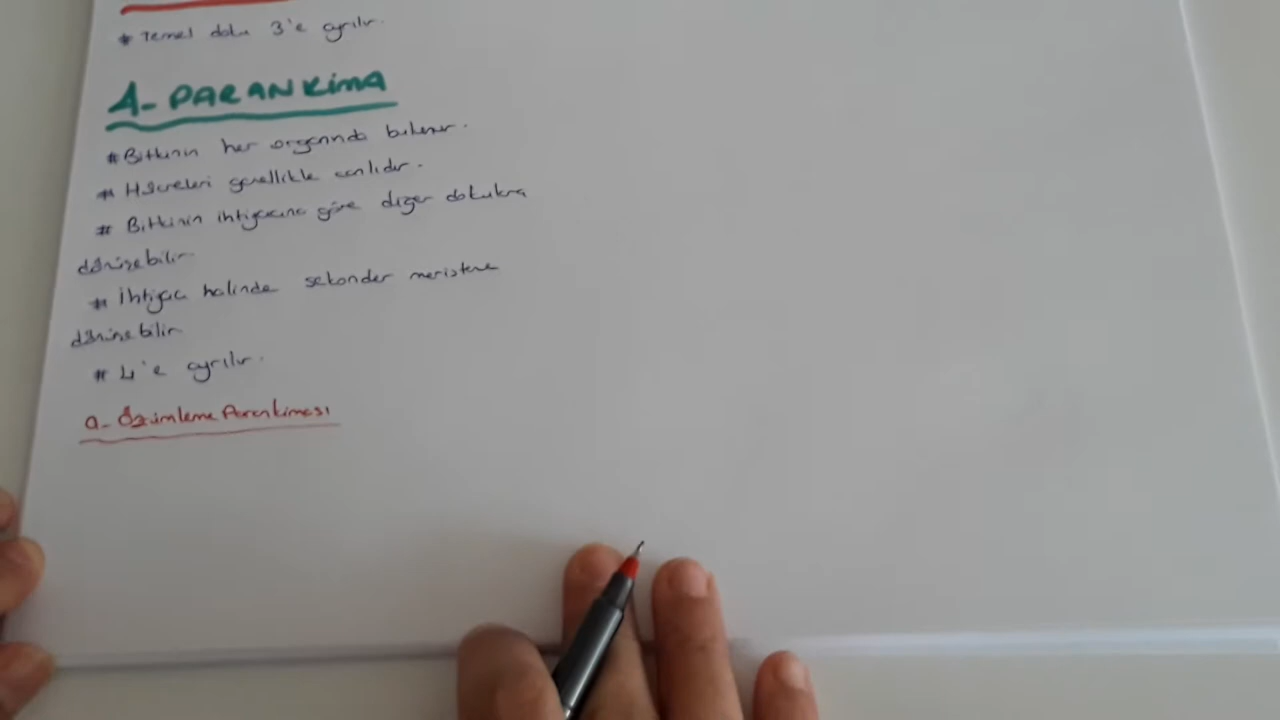 * Temel doku 3'e ayrılır.
A- PARANKİMA
* Bitkinin her organında bulunur.
* Hücreleri genellikle canlıdır.
* Bitkinin ihtiyacına göre diğer dokulara
dönüşebilir
* İhtiyaç halinde sekonder meristeme
dönüşebilir
* 4'e ayrılır.
a- Özümleme Parankiması